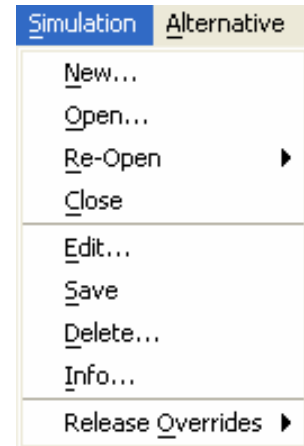 Simulation Alternative
New...
Open...
Re-Open
Close
Edit...
Save
Delete...
Info...
Release Overrides